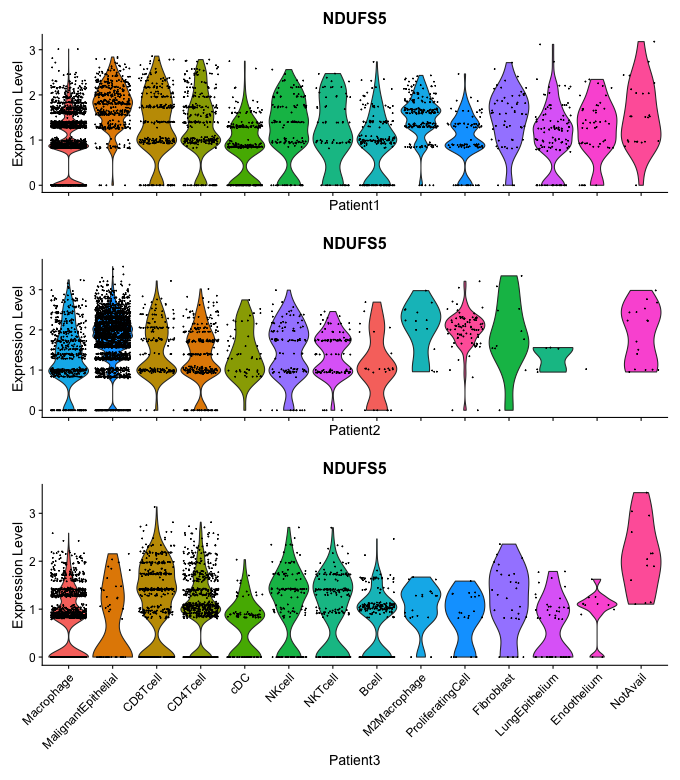 NDUFS5
Expression Level
3
2
1
0
Patient1
NDUFS5
Expression Level
3
2
1
0
Patient2
NDUFS5
Expression Level
3
2
1
0
Macrophage
MalignantEpithelial
CD8Tcell
CD4Tcell
cDC
NKcell
NKTcell
Bcell
M2Macrophage
ProliferatingCell
Fibroblast
LungEpithelium
Endothelium
NotAvail
Patient3